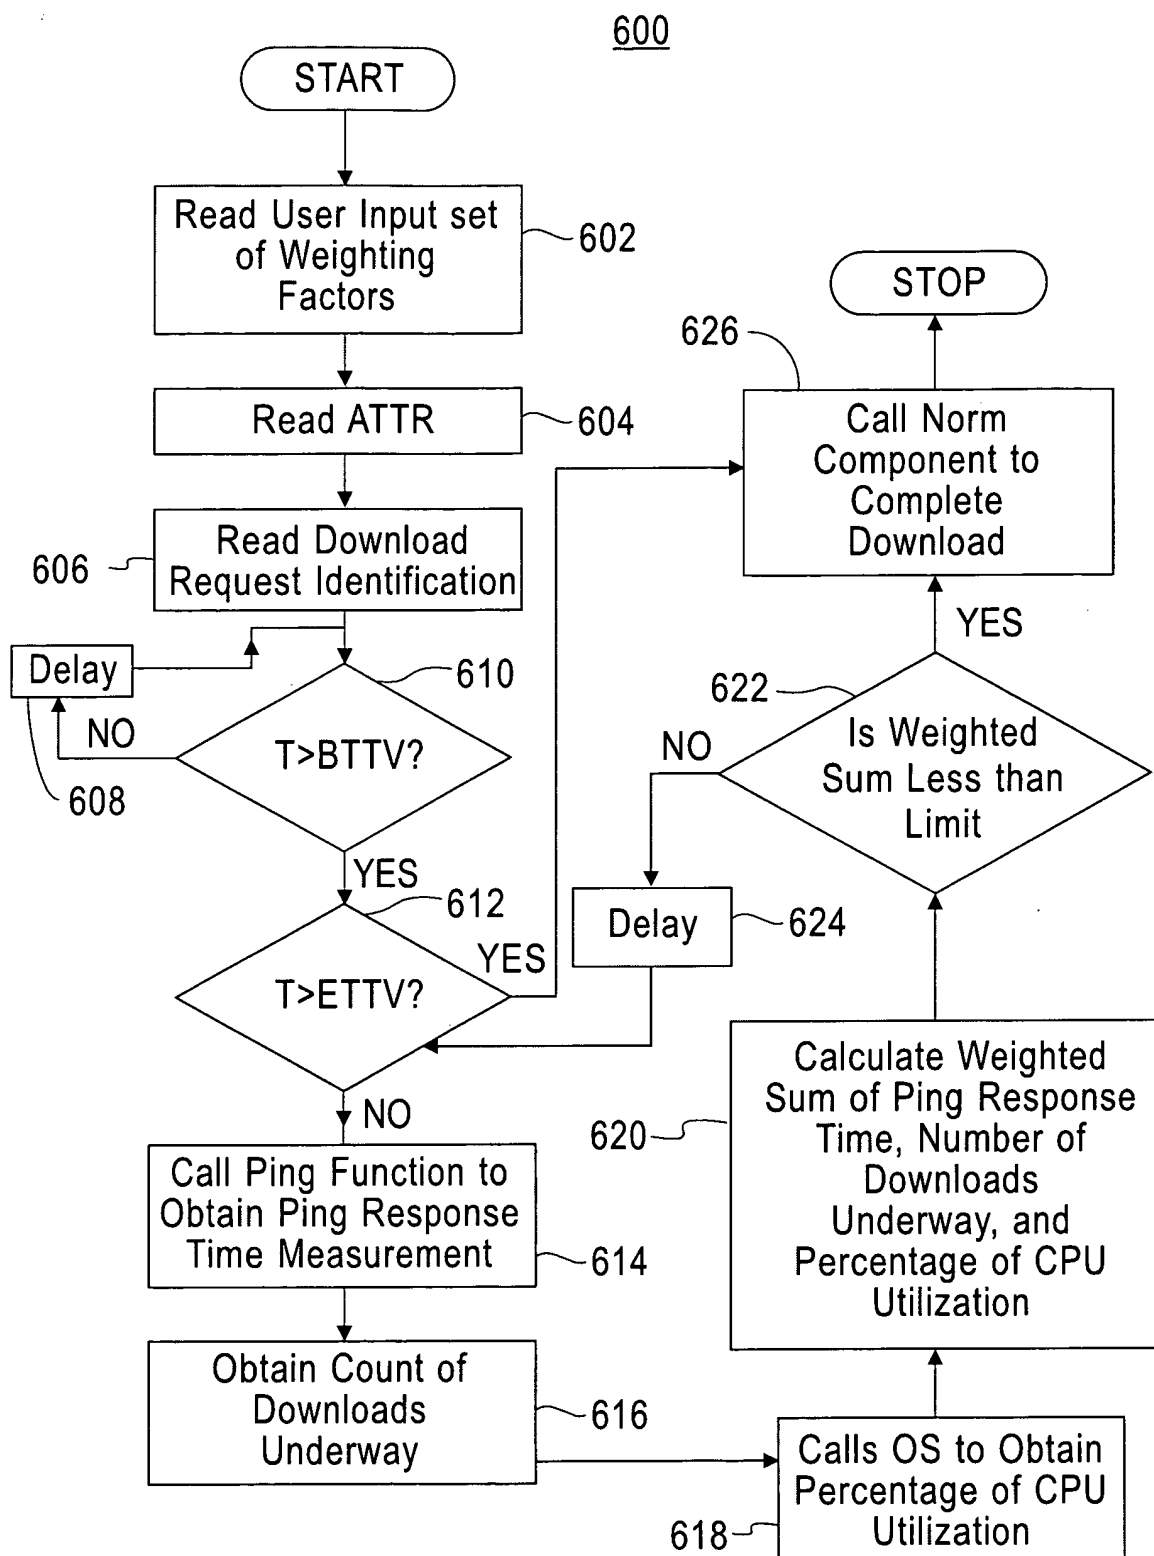 600
START
Read User Input set
of Weighting
Factors
602
Read ATTR
604
Read Download
Request Identification
606
Delay
608
NO
T>BTTV?
610
YES
T>ETTV?
612
YES
NO
Call Ping Function to
Obtain Ping Response
Time Measurement
614
Obtain Count of
Downloads
Underway
616
Calls OS to Obtain
Percentage of CPU
Utilization
618
Calculate Weighted
Sum of Ping Response
Time, Number of
Downloads
Underway, and
Percentage of CPU
Utilization
620
Is Weighted
Sum Less than
Limit
622
NO
Delay
624
YES
Call Norm
Component to
Complete
Download
626
STOP